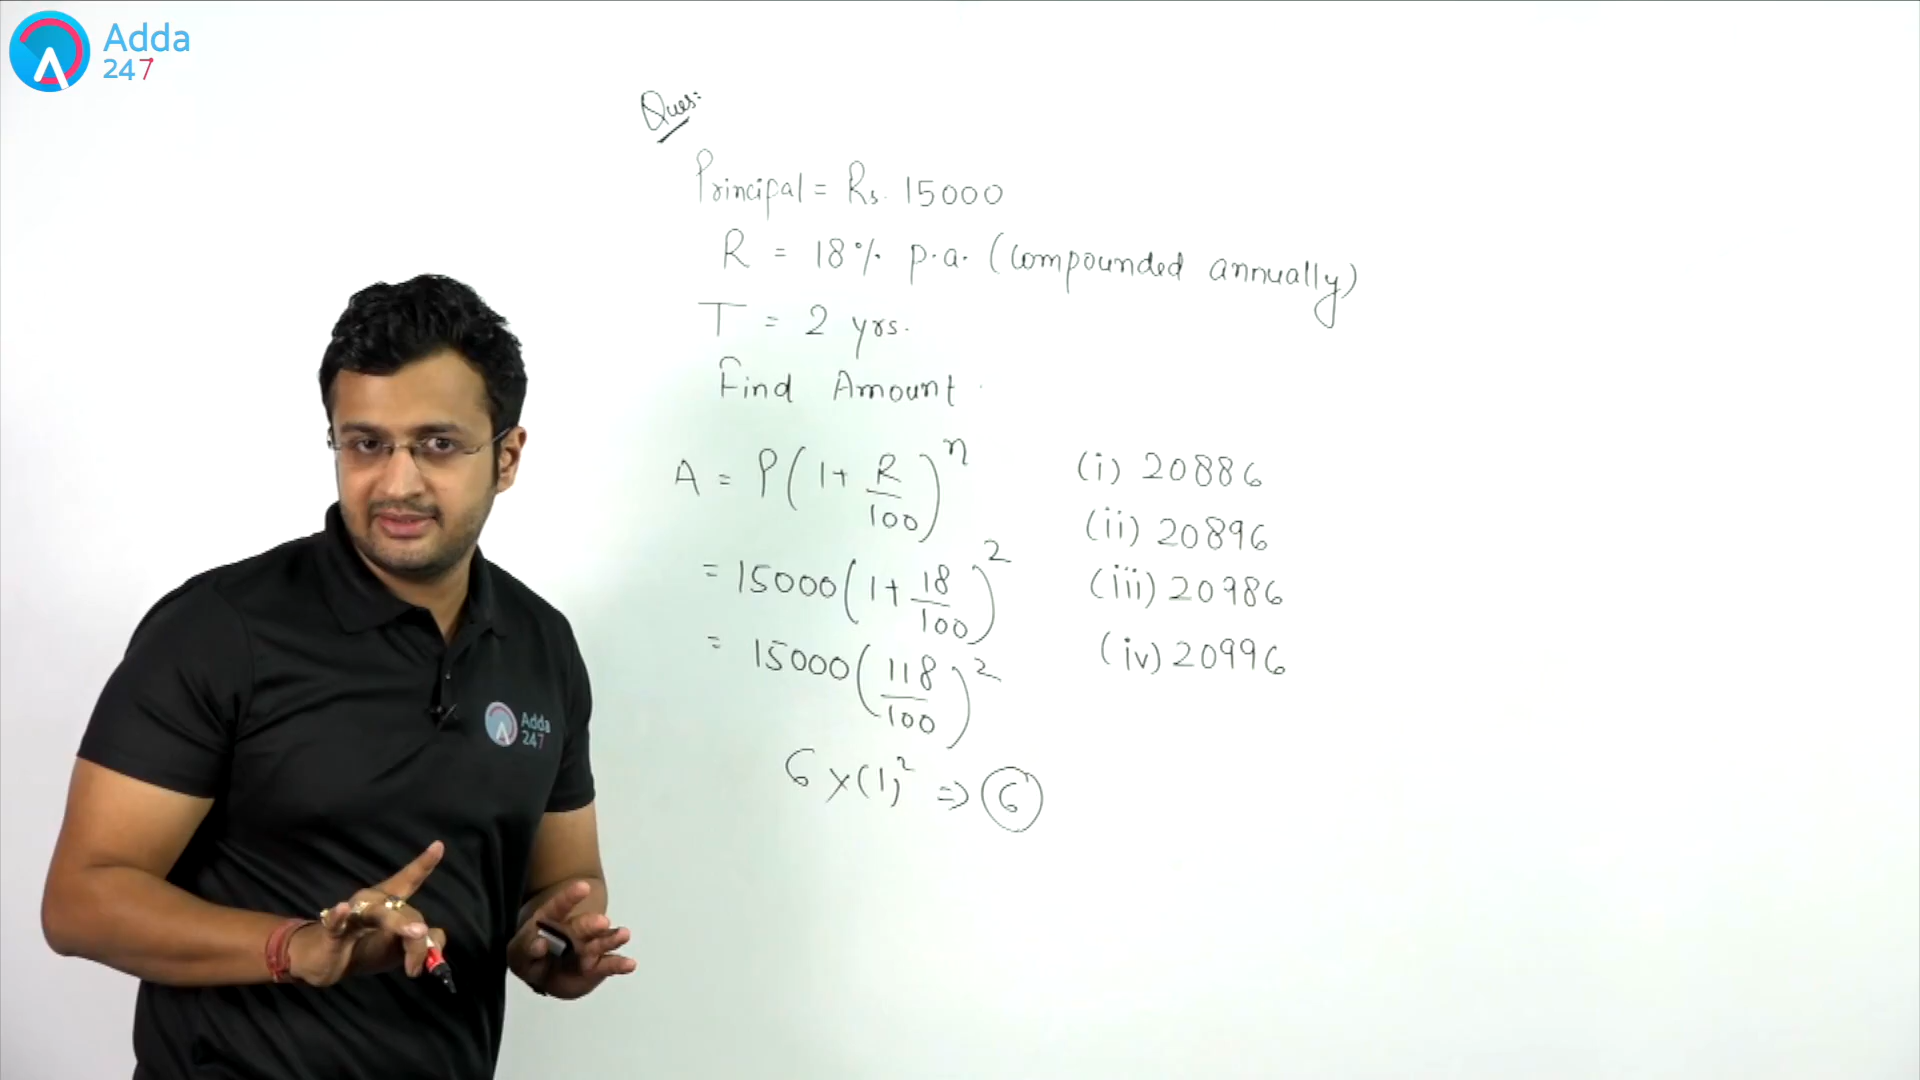 Adda
247
Ques:
Principal = Rs. 15000
R = 18% p.a. (compounded annually)
T = 2 yrs.
Find Amount.
A = P(1+R/100)^n
= 15000(1+18/100)^2
= 15000(118/100)^2
6×(1)^2 => 6
(i) 20886
(ii) 20896
(iii) 20986
(iv) 20996
Adda
247